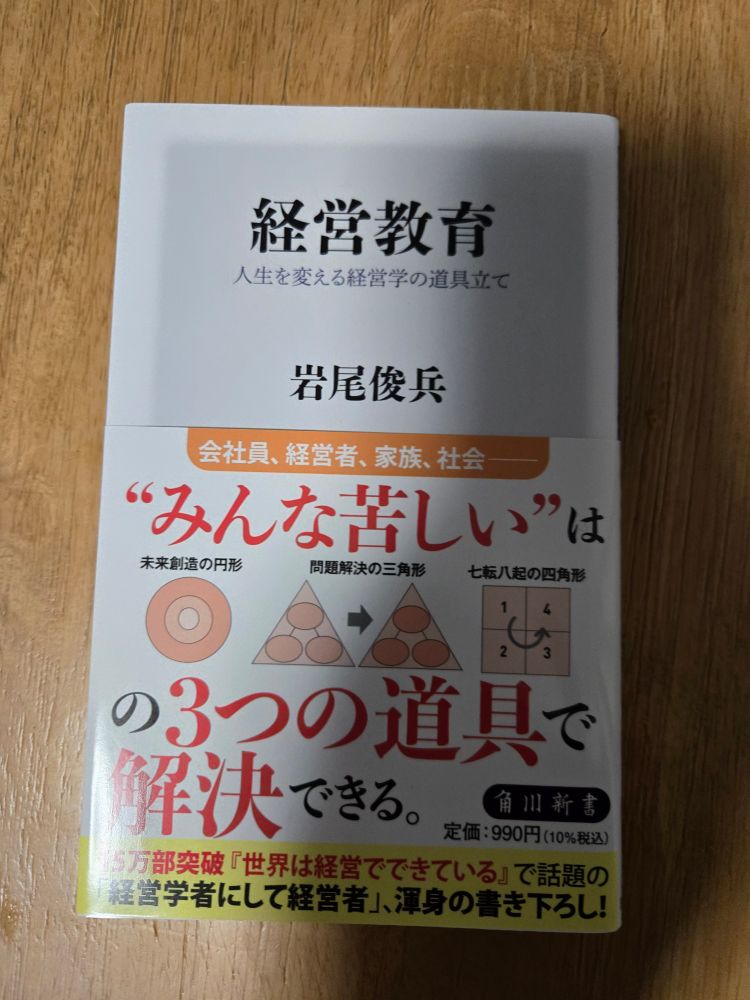 経営教育
人生を変える経営学の道具立て
岩尾俊兵
会社員、経営者、家族、社会──
“みんな苦しい”は
未来創造の円形
問題解決の三角形
七転八起の四角形
1 4
2 3
の3つの道具で
解決できる。
角川新書
定価:990円(10%税込)
5万部突破『世界は経営でできている』で話題の
「経営学者にして経営者」、渾身の書き下ろし!